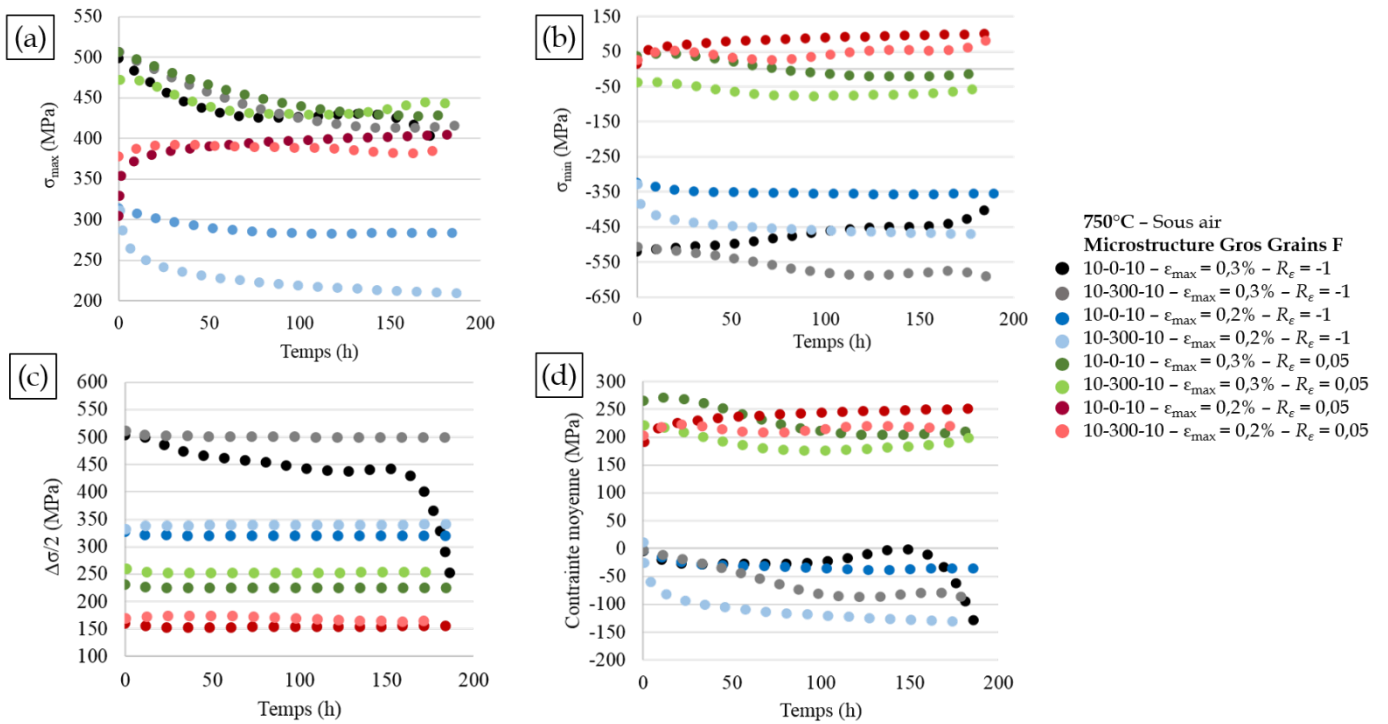 (a)
σmax (MPa)
550
500
450
400
350
300
250
200
0
50
100
150
200
Temps (h)
(b)
σmin (MPa)
150
50
-50
-150
-250
-350
-450
-550
-650
0
50
100
150
200
Temps (h)
(c)
Δσ/2 (MPa)
600
550
500
450
400
350
300
250
200
150
100
0
50
100
150
200
Temps (h)
(d)
Contrainte moyenne (MPa)
300
250
200
150
100
50
0
-50
-100
-150
-200
0
50
100
150
200
Temps (h)
750°C – Sous air
Microstructure Gros Grains F
10-0-10 – εmax = 0,3% – Rε = -1
10-300-10 – εmax = 0,3% – Rε = -1
10-0-10 – εmax = 0,2% – Rε = -1
10-300-10 – εmax = 0,2% – Rε = -1
10-0-10 – εmax = 0,3% – Rε = 0,05
10-300-10 – εmax = 0,3% – Rε = 0,05
10-0-10 – εmax = 0,2% – Rε = 0,05
10-300-10 – εmax = 0,2% – Rε = 0,05